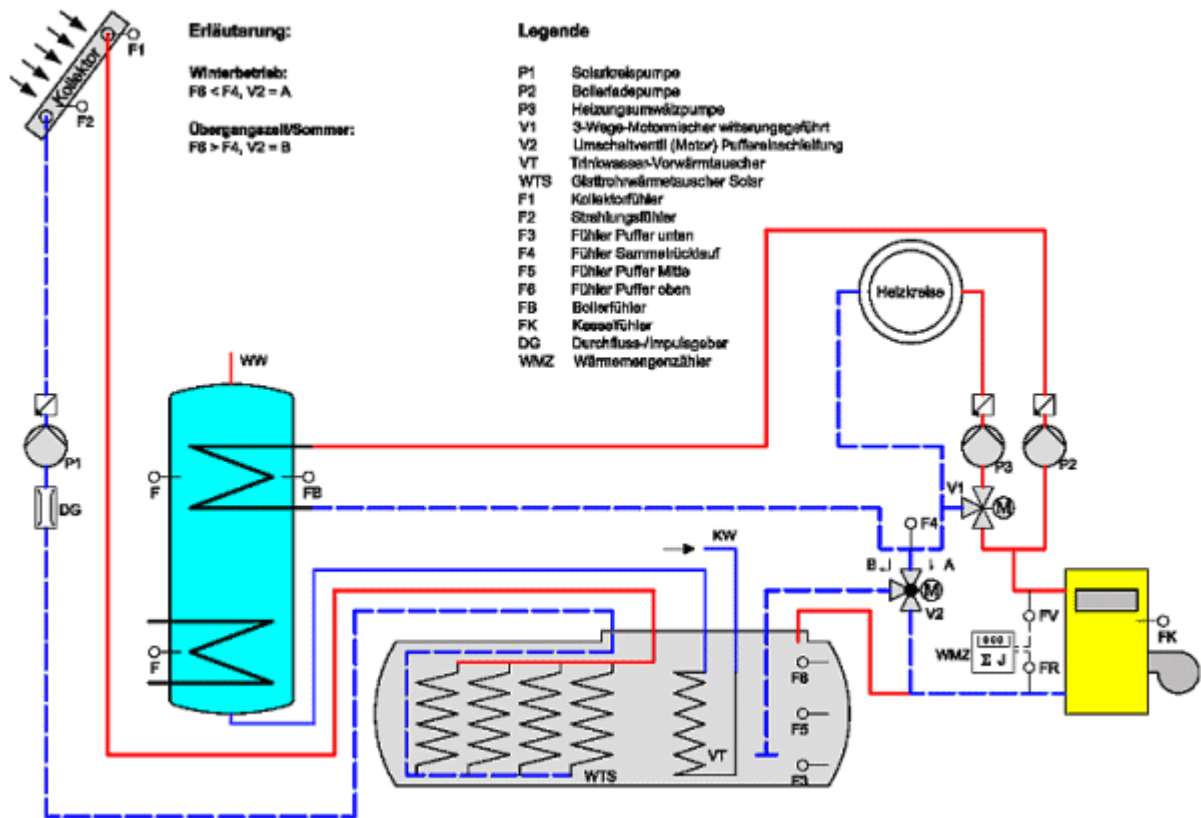 Erläuterung:
Winterbetrieb:
F6 < F4, V2 = A
Übergangszeit/Sommer:
F6 > F4, V2 = B
Legende
P1 Solarkreispumpe
P2 Boilerladepumpe
P3 Heizungsumwälzpumpe
V1 3-Wege-Motormischer witterungsgeführt
V2 Umschaltventil (Motor) Puffereinschleifung
VT Trinkwasser-Vorwärmtauscher
WTS Glattrohrwärmetauscher Solar
F1 Kollektorfühler
F2 Strahlungsfühler
F3 Fühler Puffer unten
F4 Fühler Sammelrücklauf
F5 Fühler Puffer Mitte
F6 Fühler Puffer oben
FB Boilerfühler
FK Kesselfühler
DG Durchfluss-/Impulsgeber
WMZ Wärmemengenzähler
Kollektor
F1
F2
P1
DG
WW
F
FB
F
Heizkreise
P3
P2
V1
M
F4
KW
B
A
M
V2
FV
FK
WMZ
000
Σ J
FR
F6
F5
F3
VT
WTS